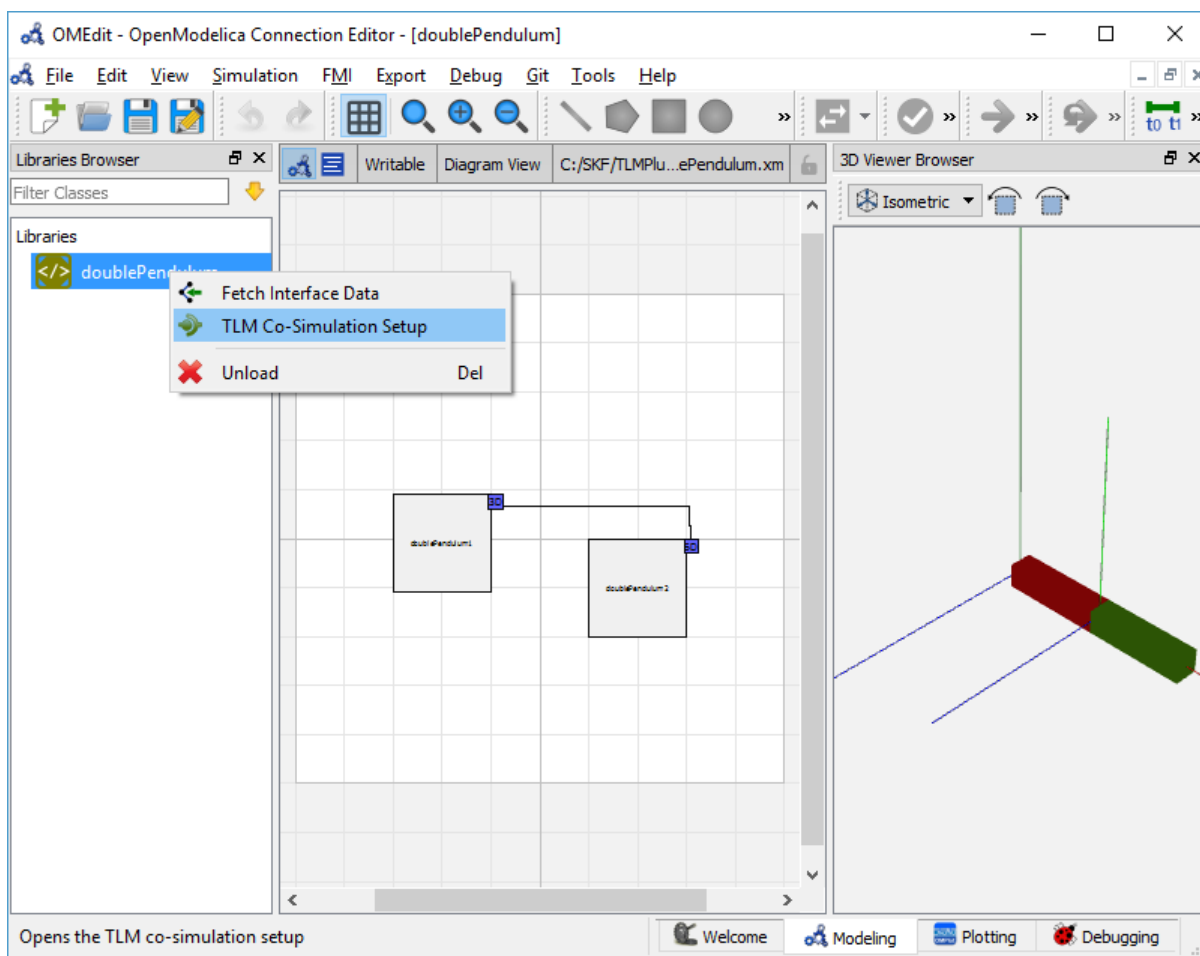 OMEdit - OpenModelica Connection Editor - [doublePendulum]
File Edit View Simulation FMI Export Debug Git Tools Help
t0 t1
Libraries Browser
Writable
Diagram View
C:/SKF/TLMPlu...ePendulum.xm
3D Viewer Browser
Filter Classes
Isometric
Libraries
</> doublePendulum
Fetch Interface Data
TLM Co-Simulation Setup
Unload Del
3D
doublePendulum1
3D
doublePendulum2
Opens the TLM co-simulation setup
Welcome
Modeling
Plotting
Debugging